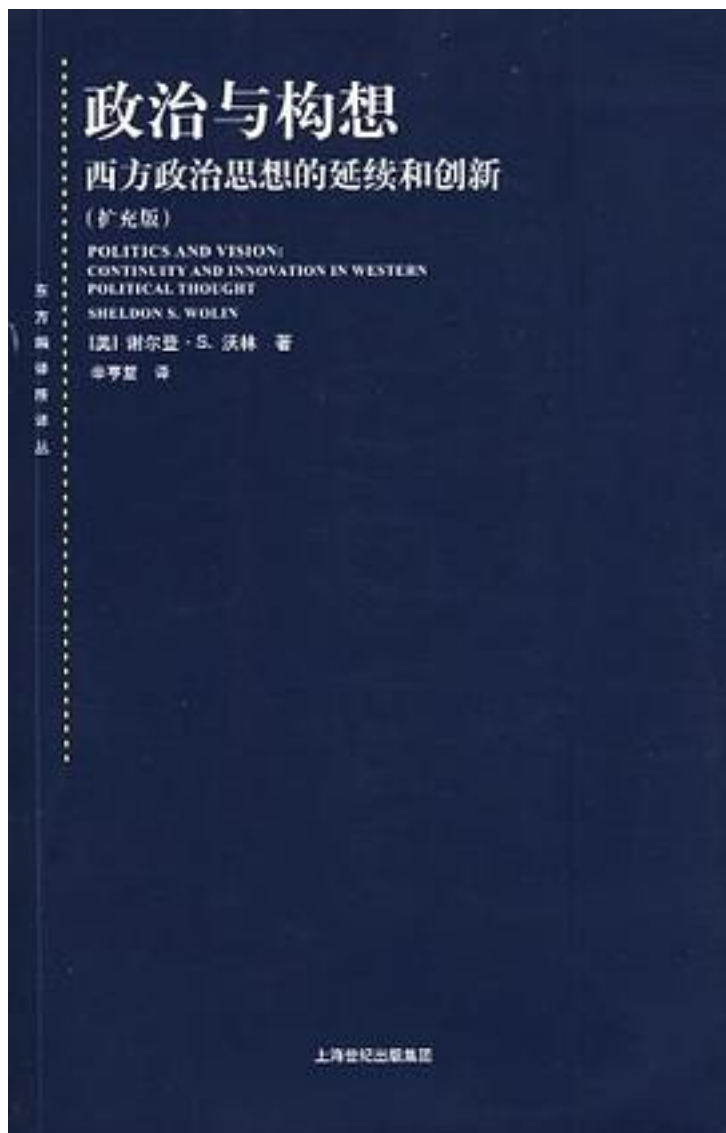 政治与构想
西方政治思想的延续和创新
(扩充版)
POLITICS AND VISION:
CONTINUITY AND INNOVATION IN WESTERN
POLITICAL THOUGHT
SHELDON S. WOLIN
[美] 谢尔登·S. 沃林 著
辛亨复 译
东方编译所译丛
上海世纪出版集团